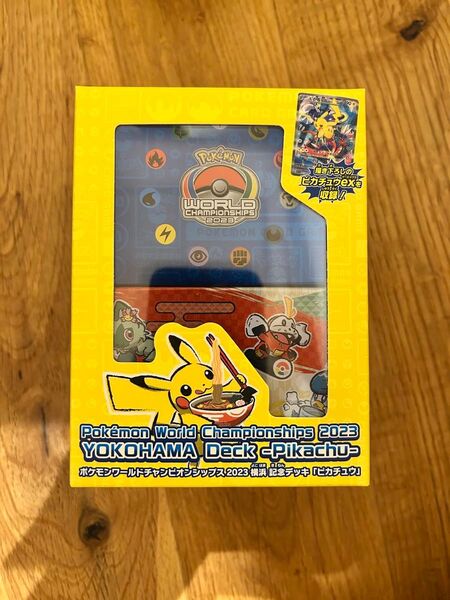 描き下ろしの
ピカチュウexを
収録!
Pokémon
WORLD
CHAMPIONSHIPS
2023
Pokémon World Championships 2023
YOKOHAMA Deck -Pikachu-
ポケモンワールドチャンピオンシップス2023 横浜 記念デッキ「ピカチュウ」